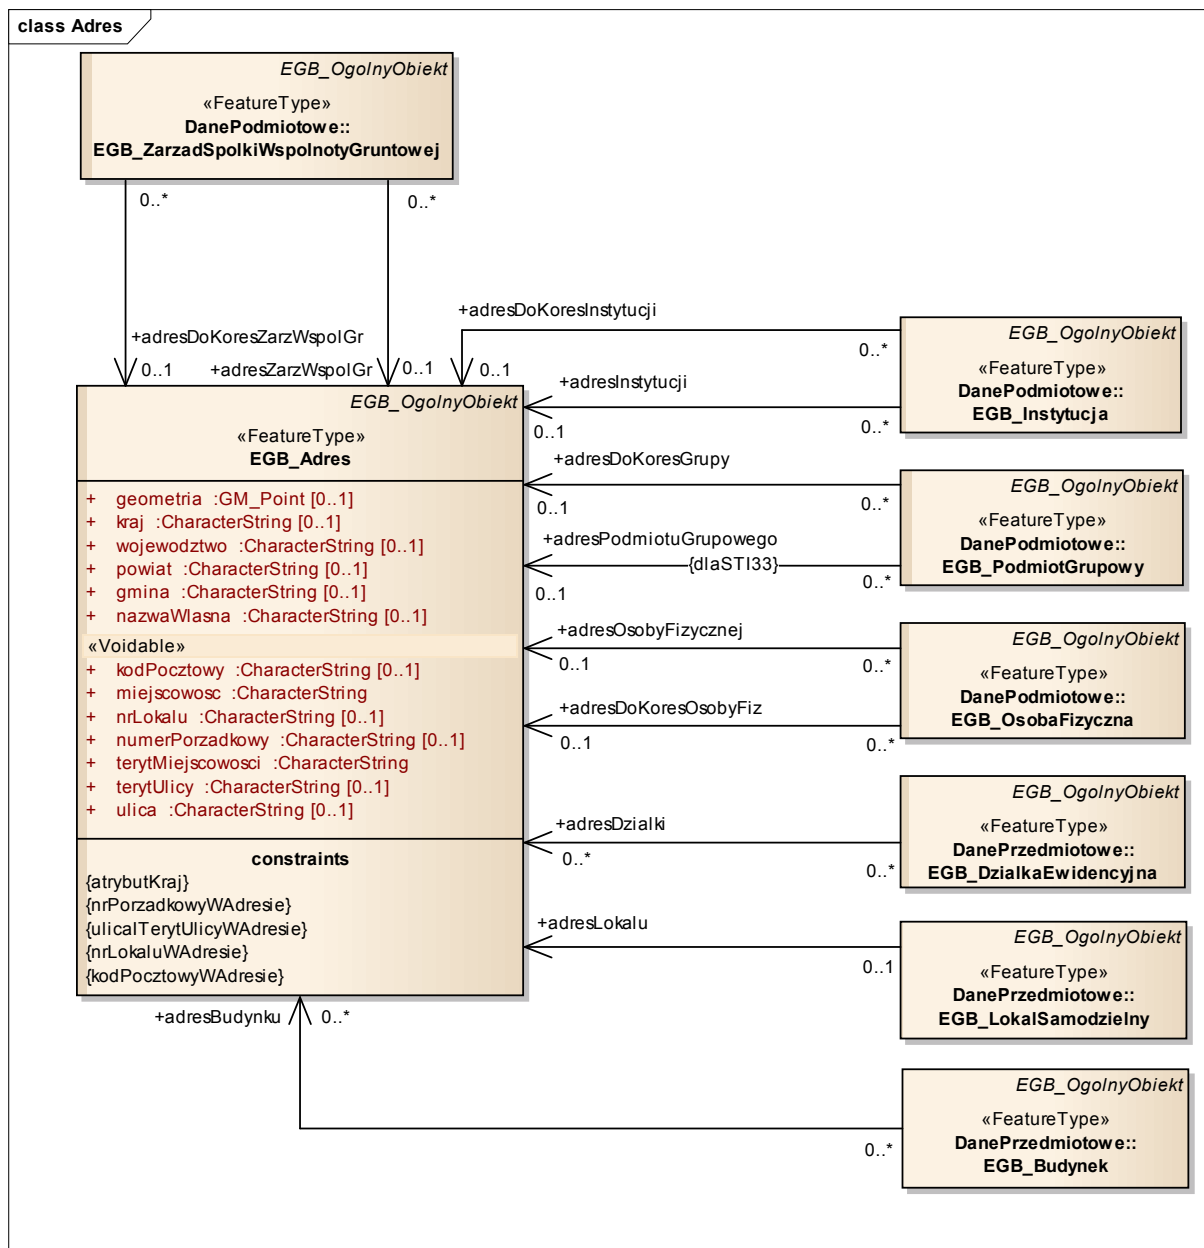 class Adres
EGB_OgolnyObiekt
«FeatureType»
DanePodmiotowe::
EGB_ZarzadSpolkiWspolnotyGruntowej
0..*
0..*
+adresDoKoresZarzWspolGr
0..1
+adresZarzWspolGr
0..1
+adresDoKoresInstytucji
0..*
0..1
+adresInstytucji
0..1
0..*
EGB_OgolnyObiekt
«FeatureType»
DanePodmiotowe::
EGB_Instytucja
EGB_OgolnyObiekt
«FeatureType»
EGB_Adres
+ geometria :GM_Point [0..1]
+ kraj :CharacterString [0..1]
+ wojewodztwo :CharacterString [0..1]
+ powiat :CharacterString [0..1]
+ gmina :CharacterString [0..1]
+ nazwaWlasna :CharacterString [0..1]
«Voidable»
+ kodPocztowy :CharacterString [0..1]
+ miejscowosc :CharacterString
+ nrLokalu :CharacterString [0..1]
+ numerPorzadkowy :CharacterString [0..1]
+ terytMiejscowosci :CharacterString
+ terytUlicy :CharacterString [0..1]
+ ulica :CharacterString [0..1]
constraints
{atrybutKraj}
{nrPorzadkowyWAdresie}
{ulicaITerytUlicyWAdresie}
{nrLokaluWAdresie}
{kodPocztowyWAdresie}
+adresDoKoresGrupy
0..1
0..*
+adresPodmiotuGrupowego
{dlaSTI33}
0..1
0..*
EGB_OgolnyObiekt
«FeatureType»
DanePodmiotowe::
EGB_PodmiotGrupowy
+adresOsobyFizycznej
0..1
0..*
+adresDoKoresOsobyFiz
0..1
0..*
EGB_OgolnyObiekt
«FeatureType»
DanePodmiotowe::
EGB_OsobaFizyczna
+adresDzialki
0..*
0..*
EGB_OgolnyObiekt
«FeatureType»
DanePrzedmiotowe::
EGB_DzialkaEwidencyjna
+adresLokalu
0..1
EGB_OgolnyObiekt
«FeatureType»
DanePrzedmiotowe::
EGB_LokalSamodzielny
+adresBudynku
0..*
0..*
EGB_OgolnyObiekt
«FeatureType»
DanePrzedmiotowe::
EGB_Budynek